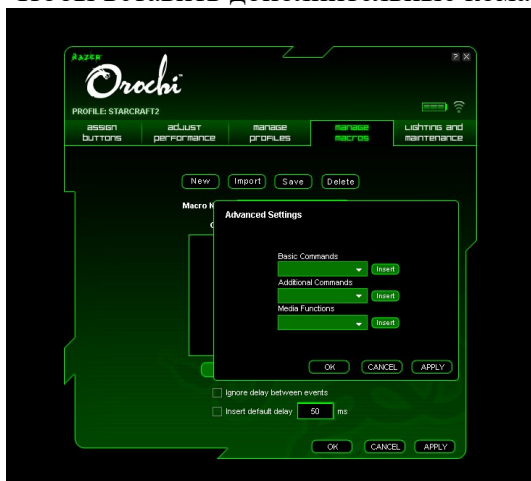 RAZER
Orochi
PROFILE: STARCRAFT2
assign buttons
adjust performance
manage profiles
manage macros
Lighting and maintenance
New Import Save Delete
Macro N
Advanced Settings
Basic Commands
Insert
Additional Commands
Insert
Media Functions
Insert
OK CANCEL APPLY
Ignore delay between events
Insert default delay 50 ms
OK CANCEL APPLY